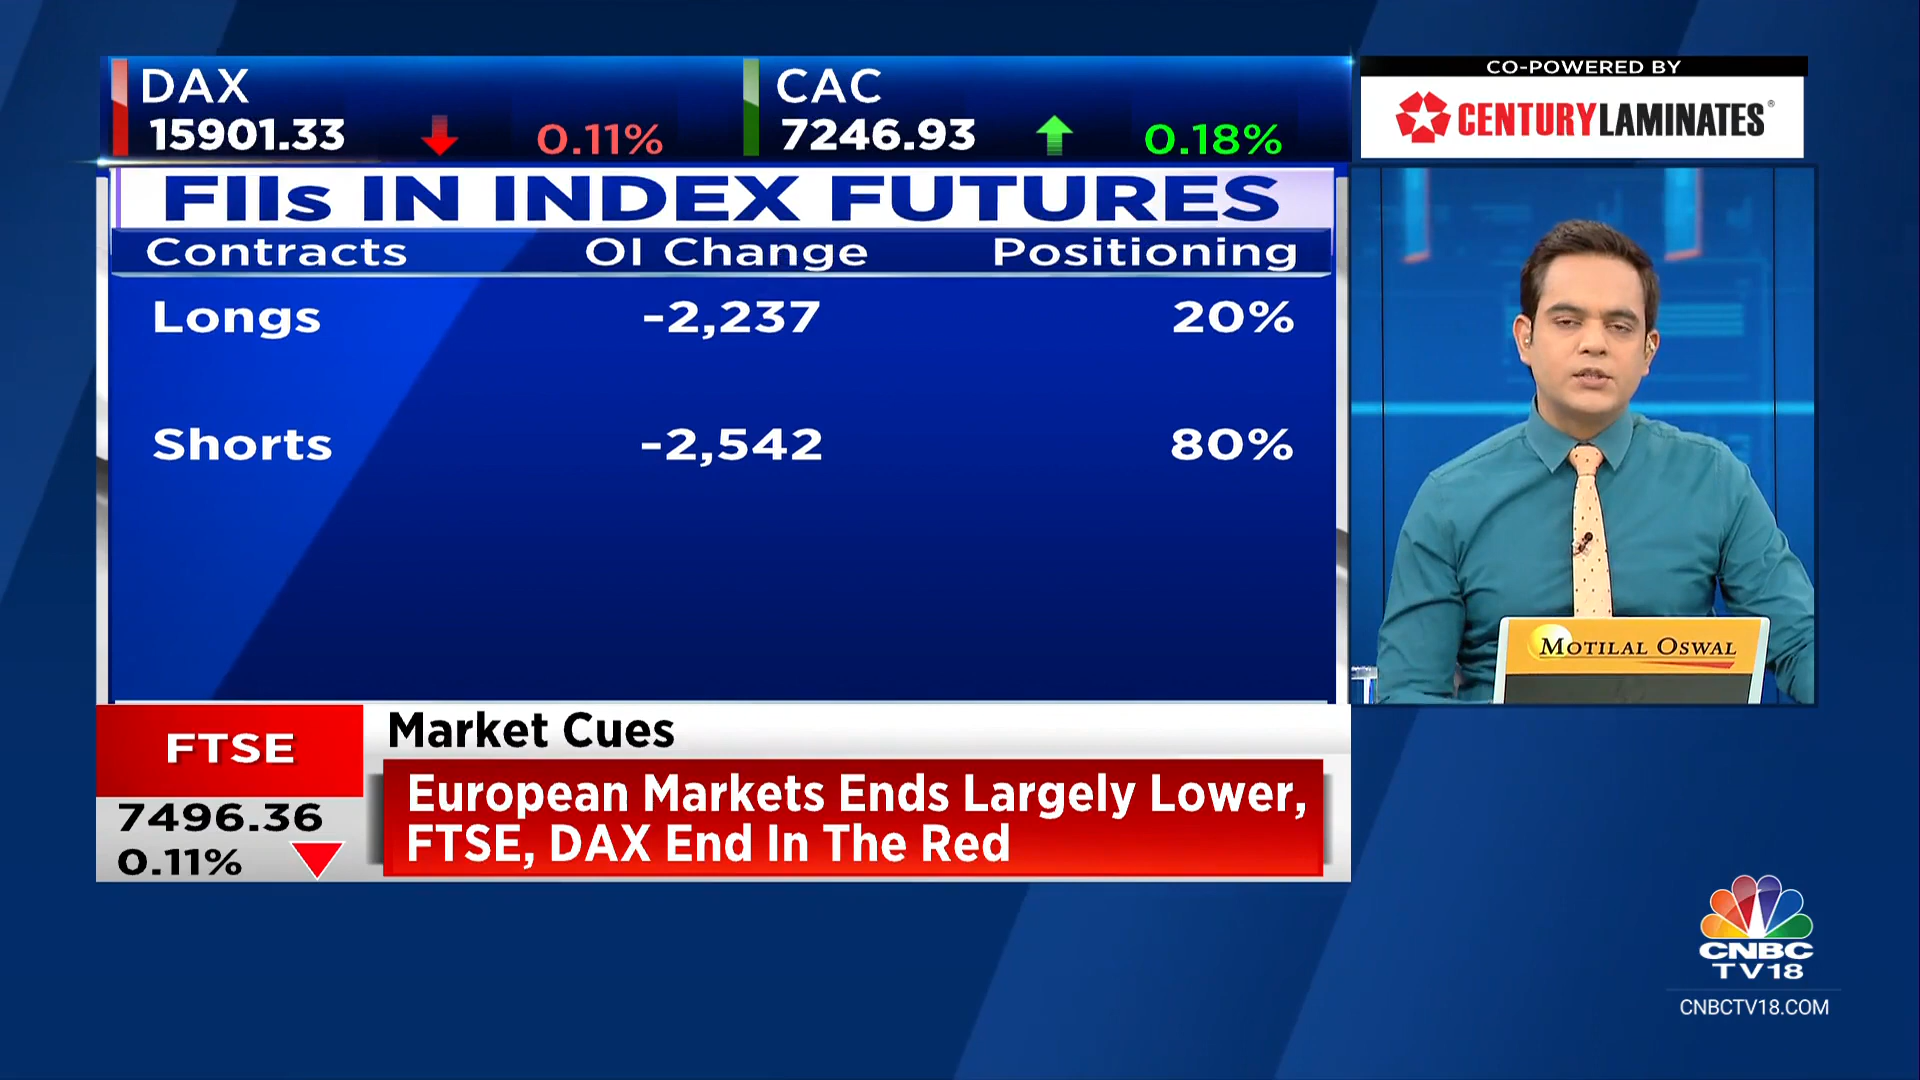 DAX
15901.33 0.11%
CAC
7246.93 0.18%
CO-POWERED BY
CENTURYLAMINATES®
FIIs IN INDEX FUTURES
Contracts OI Change Positioning
Longs -2,237 20%
Shorts -2,542 80%
MOTILAL OSWAL
FTSE
7496.36
0.11%
Market Cues
European Markets Ends Largely Lower,
FTSE, DAX End In The Red
CNBC
TV18
CNBCTV18.COM